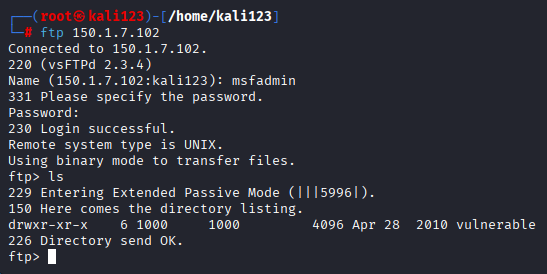 ┌──(root㉿kali123)-[/home/kali123]
└─# ftp 150.1.7.102
Connected to 150.1.7.102.
220 (vsFTPd 2.3.4)
Name (150.1.7.102:kali123): msfadmin
331 Please specify the password.
Password:
230 Login successful.
Remote system type is UNIX.
Using binary mode to transfer files.
ftp> ls
229 Entering Extended Passive Mode (|||5996|).
150 Here comes the directory listing.
drwxr-xr-x    6 1000     1000         4096 Apr 28  2010 vulnerable
226 Directory send OK.
ftp>